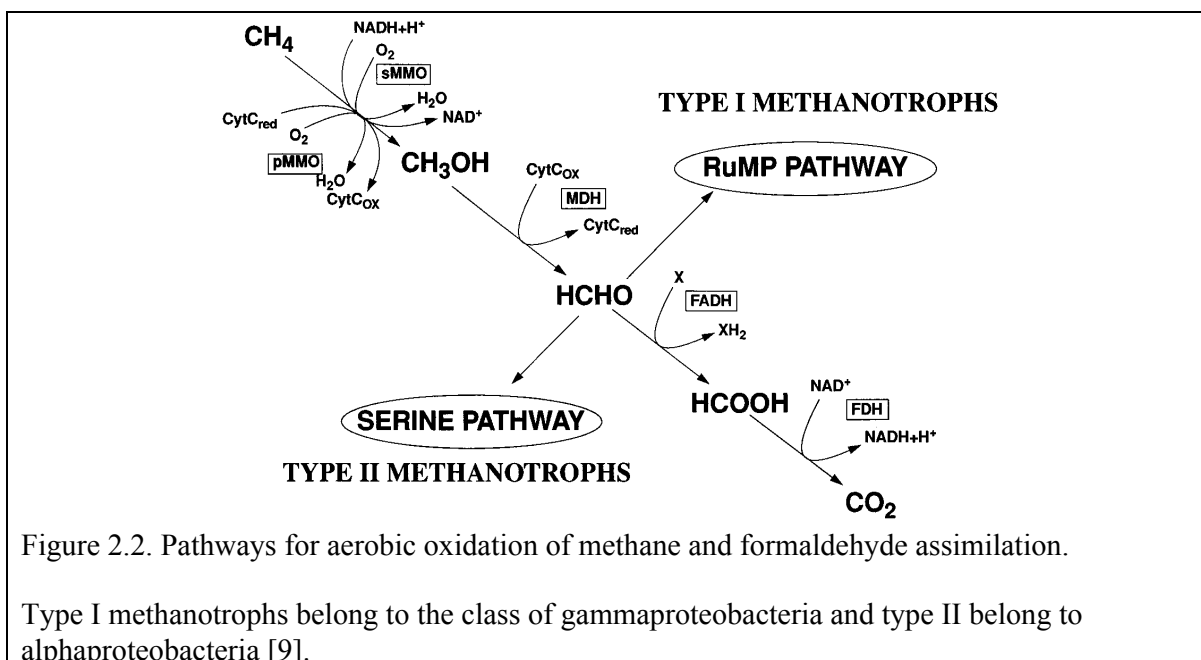 CH4
NADH+H+
O2
sMMO
H2O
NAD+
CytCred
O2
pMMO
H2O
CytCOX
CH3OH
TYPE I METHANOTROPHS
RuMP PATHWAY
CytCOX
MDH
CytCred
HCHO
X
FADH
XH2
SERINE PATHWAY
TYPE II METHANOTROPHS
HCOOH
NAD+
FDH
NADH+H+
CO2
Figure 2.2. Pathways for aerobic oxidation of methane and formaldehyde assimilation.
Type I methanotrophs belong to the class of gammaproteobacteria and type II belong to
alphaproteobacteria [9].